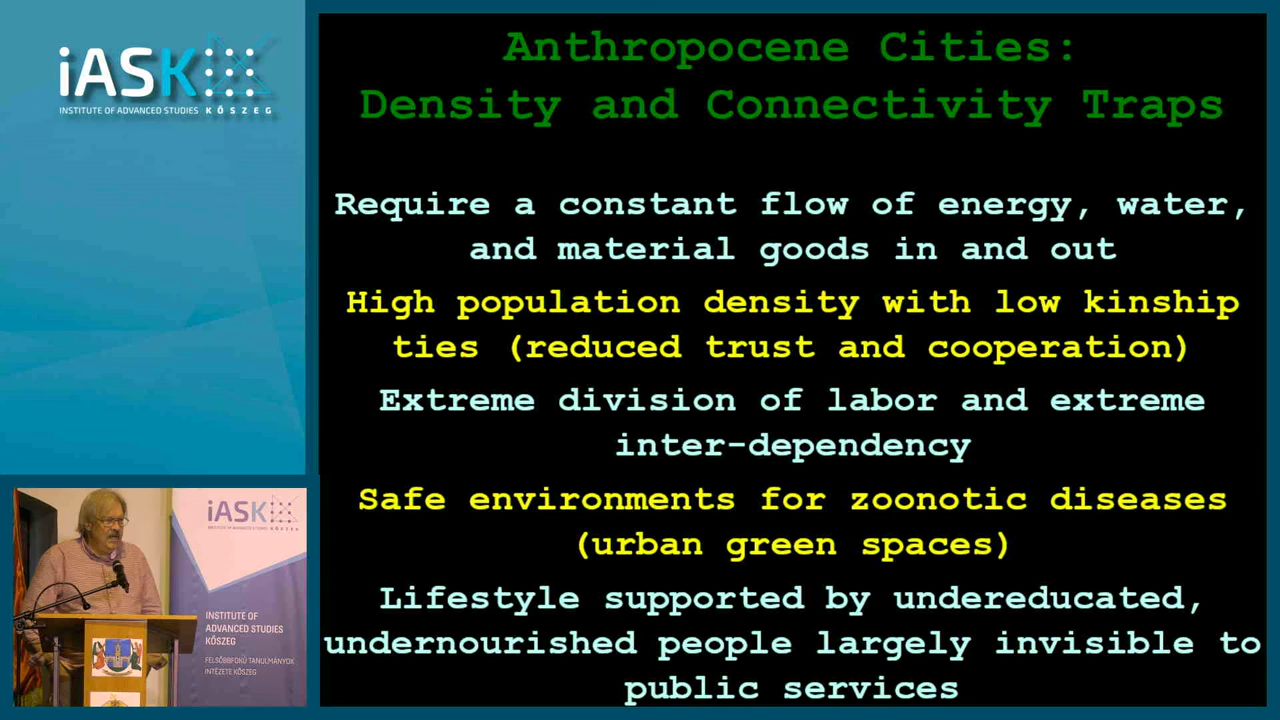 iASK
INSTITUTE OF ADVANCED STUDIES KŐSZEG
Anthropocene Cities:
Density and Connectivity Traps
Require a constant flow of energy, water,
and material goods in and out
High population density with low kinship
ties (reduced trust and cooperation)
Extreme division of labor and extreme
inter-dependency
Safe environments for zoonotic diseases
(urban green spaces)
Lifestyle supported by undereducated,
undernourished people largely invisible to
public services
iASK
INSTITUTE OF
ADVANCED STUDIES
KŐSZEG
FELSŐBBFOKÚ TANULMÁNYOK
INTÉZETE KŐSZEG